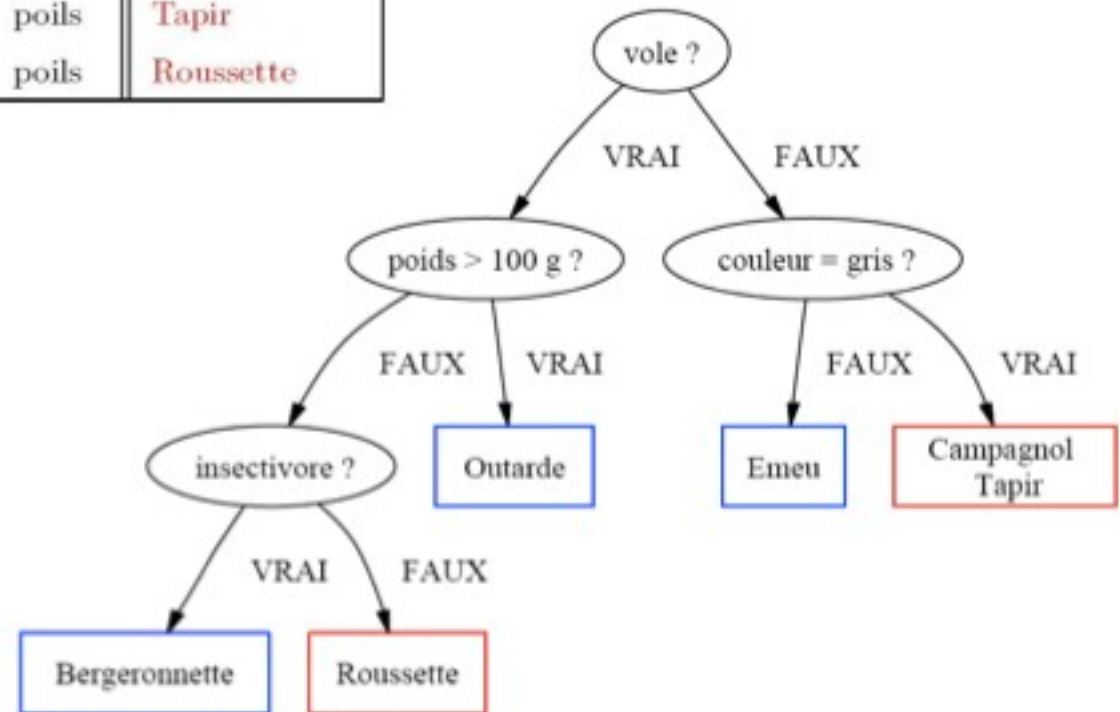 poils Tapir
poils Roussette
vole ?
VRAI FAUX
poids > 100 g ? couleur = gris ?
FAUX VRAI FAUX VRAI
insectivore ? Outarde Emeu Campagnol
Tapir
VRAI FAUX
Bergeronnette Roussette